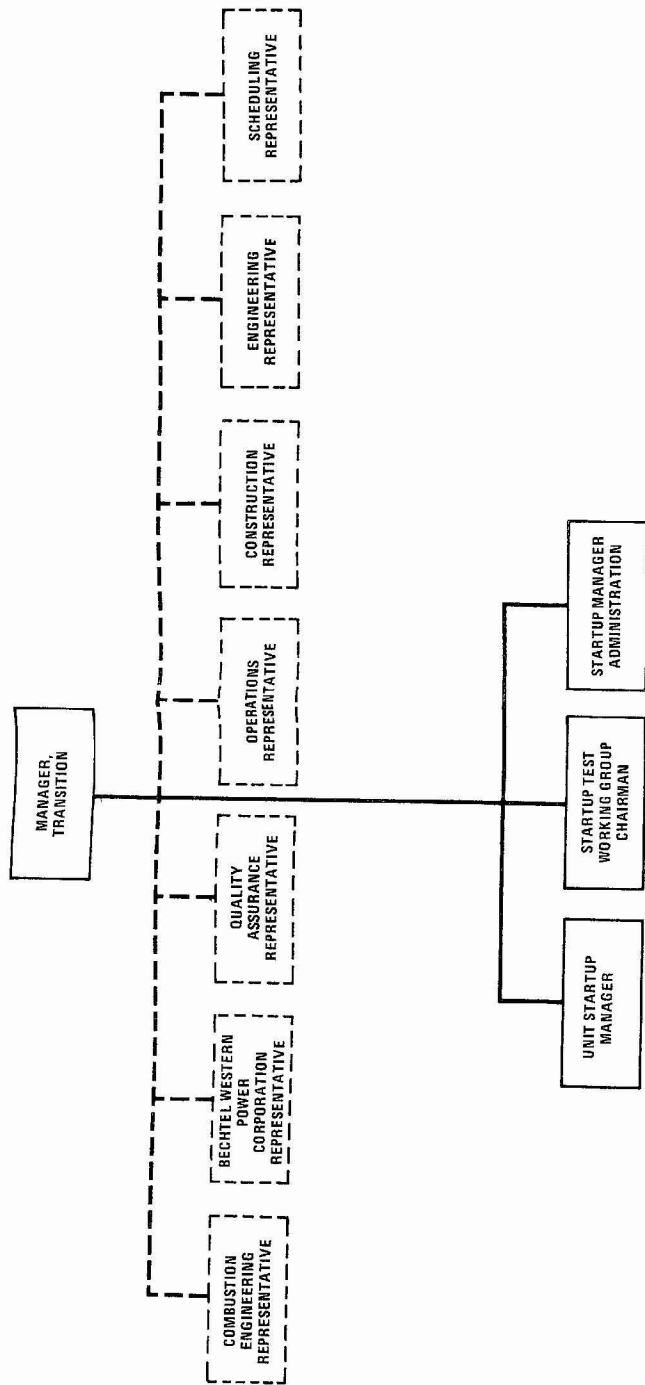 MANAGER,
TRANSITION
COMBUSTION
ENGINEERING
REPRESENTATIVE
BECHTEL WESTERN
POWER
CORPORATION
REPRESENTATIVE
QUALITY
ASSURANCE
REPRESENTATIVE
OPERATIONS
REPRESENTATIVE
CONSTRUCTION
REPRESENTATIVE
ENGINEERING
REPRESENTATIVE
SCHEDULING
REPRESENTATIVE
UNIT STARTUP
MANAGER
STARTUP TEST
WORKING GROUP
CHAIRMAN
STARTUP MANAGER
ADMINISTRATION